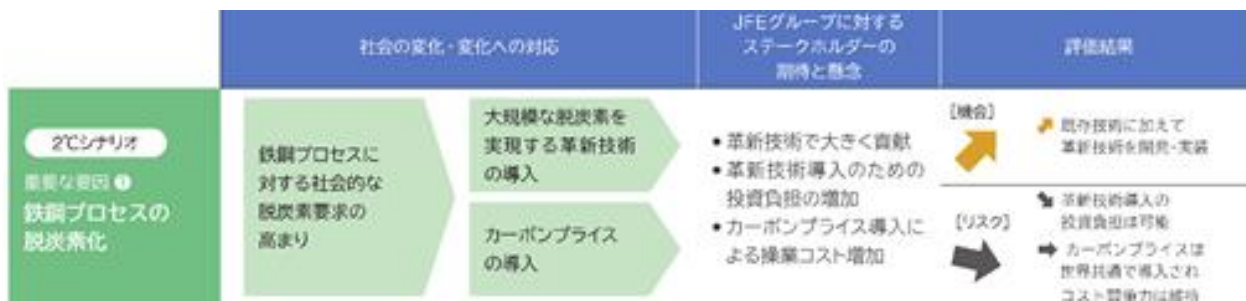 社会の変化・変化への対応
JFEグループに対する
ステークホルダーの
期待と懸念
評価結果
2℃シナリオ
重要な要因❶
鉄鋼プロセスの
脱炭素化
鉄鋼プロセスに
対する社会的な
脱炭素要求の
高まり
大規模な脱炭素を
実現する革新技術
の導入
カーボンプライス
の導入
• 革新技術で大きく貢献
• 革新技術導入のための
投資負担の増加
• カーボンプライス導入に
よる操業コスト増加
[機会]
既存技術に加えて
革新技術を開発・実装
[リスク]
革新技術導入の
投資負担は可能
カーボンプライスは
世界共通で導入され
コスト競争力は維持